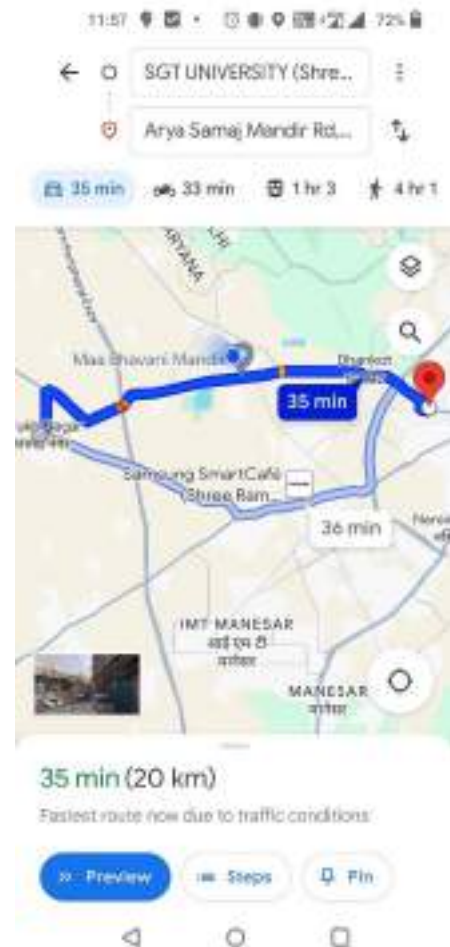 11:57
72%
SGT UNIVERSITY (Shre...
Arya Samaj Mandir Rd,...
35 min
33 min
1 hr 3
4 hr 1
Maa Bhavani Mandi
Dhankot
35 min
Samsung SmartCafé
(Shree Ram...
36 min
IMT MANESAR
आई एम टी
मानेसर
MANESAR
मानेसर
35 min (20 km)
Fastest route now due to traffic conditions
Preview
Steps
Pin